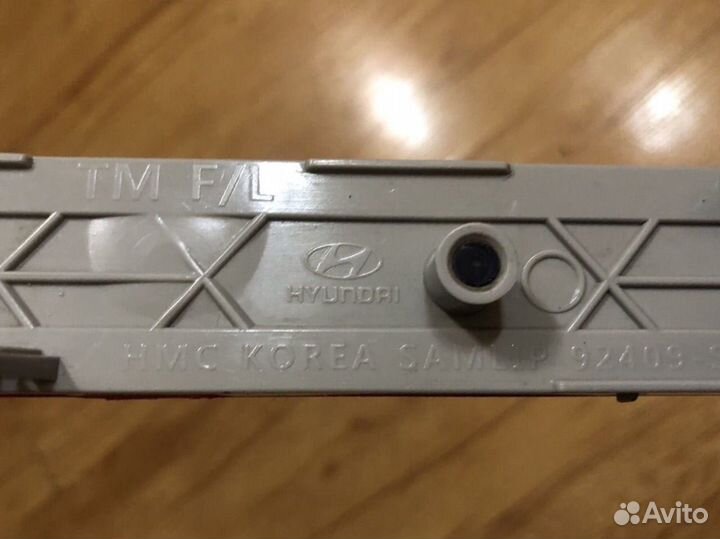 TM F/L
HYUNDAI
HMC KOREA SAMLIP 92409
Avito